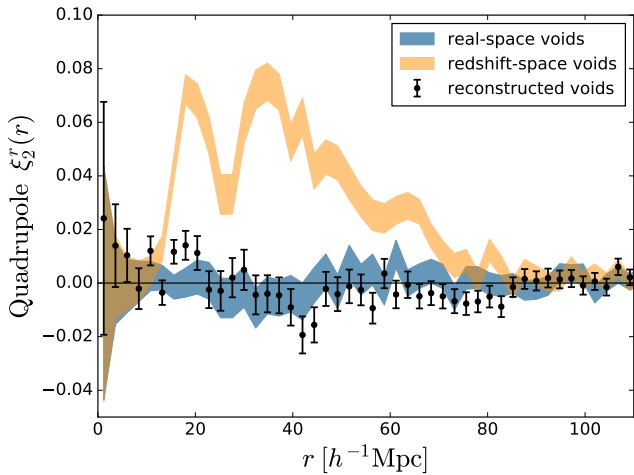 real-space voids
redshift-space voids
reconstructed voids
Quadrupole ξ₂ʳ(r)
0.10
0.08
0.06
0.04
0.02
0.00
−0.02
−0.04
0 20 40 60 80 100
r [h⁻¹Mpc]